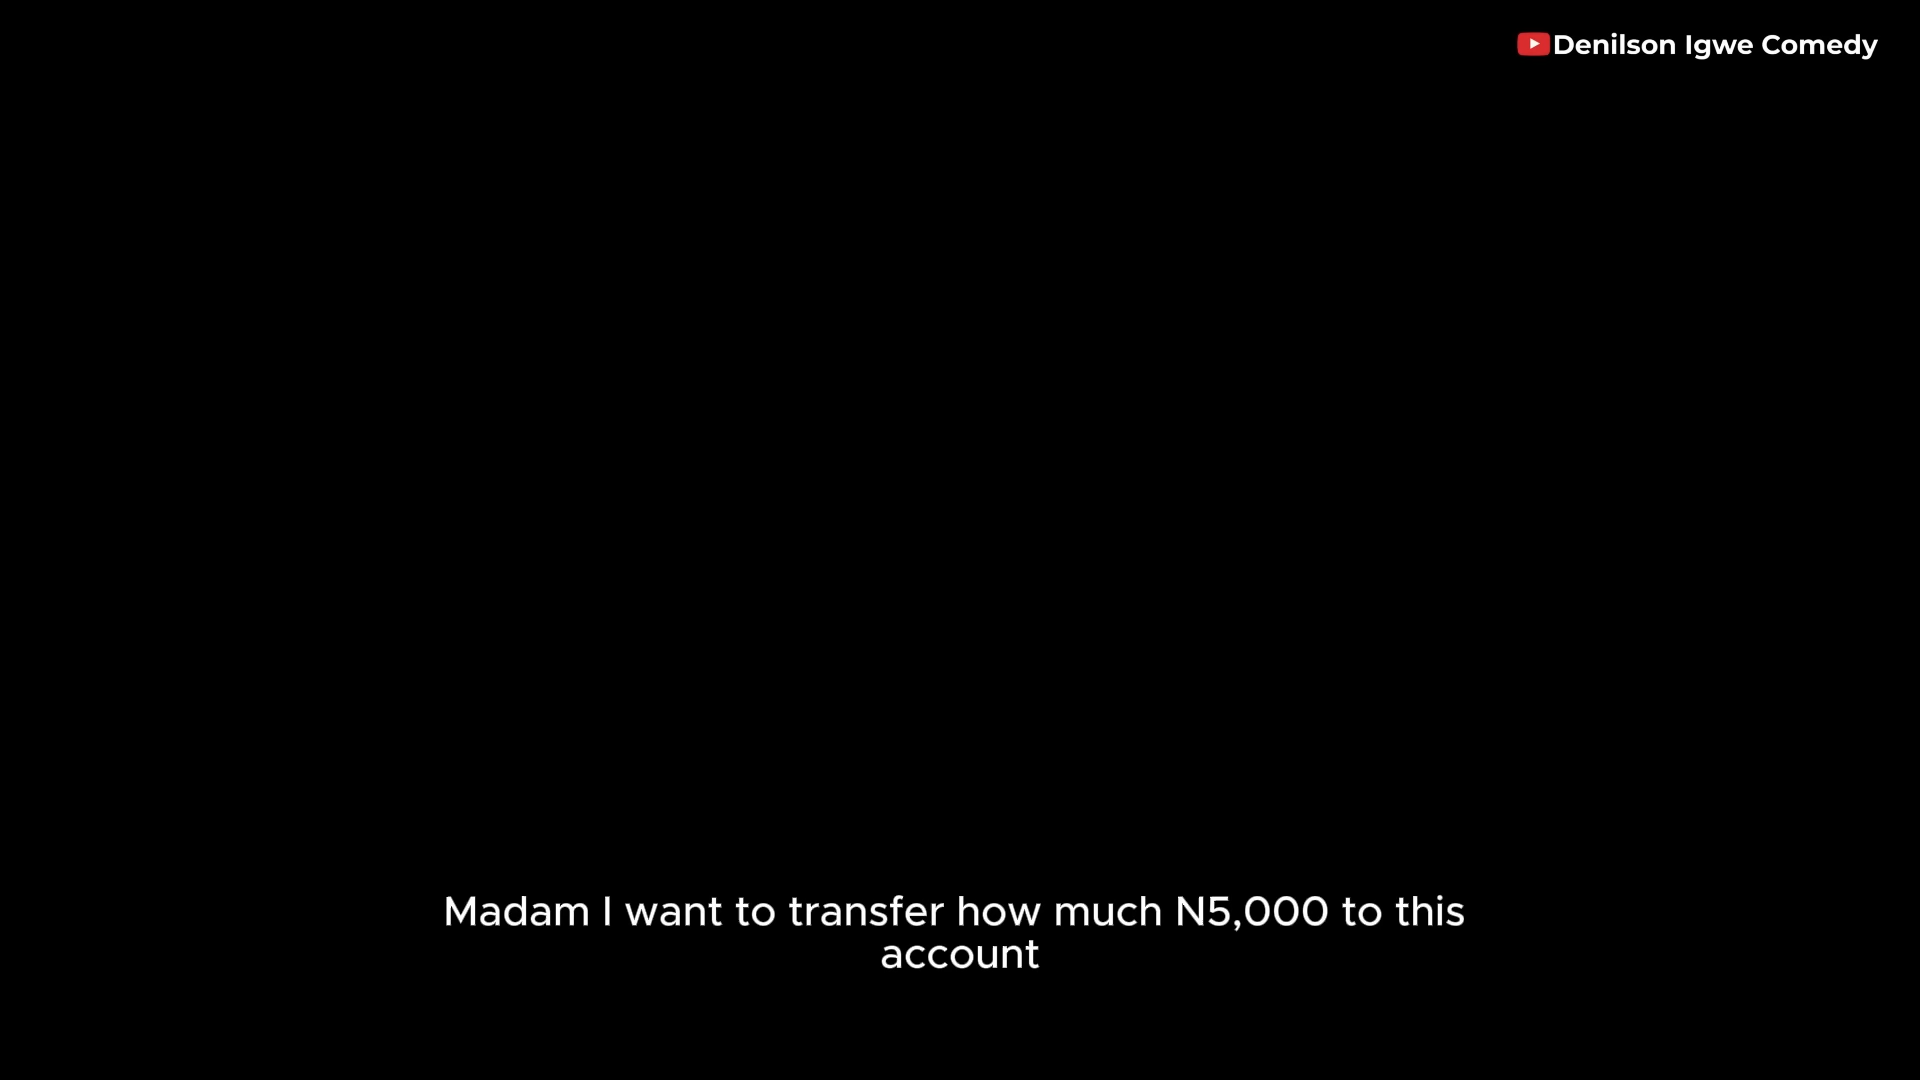 Denilson Igwe Comedy
Madam I want to transfer how much N5,000 to this
account